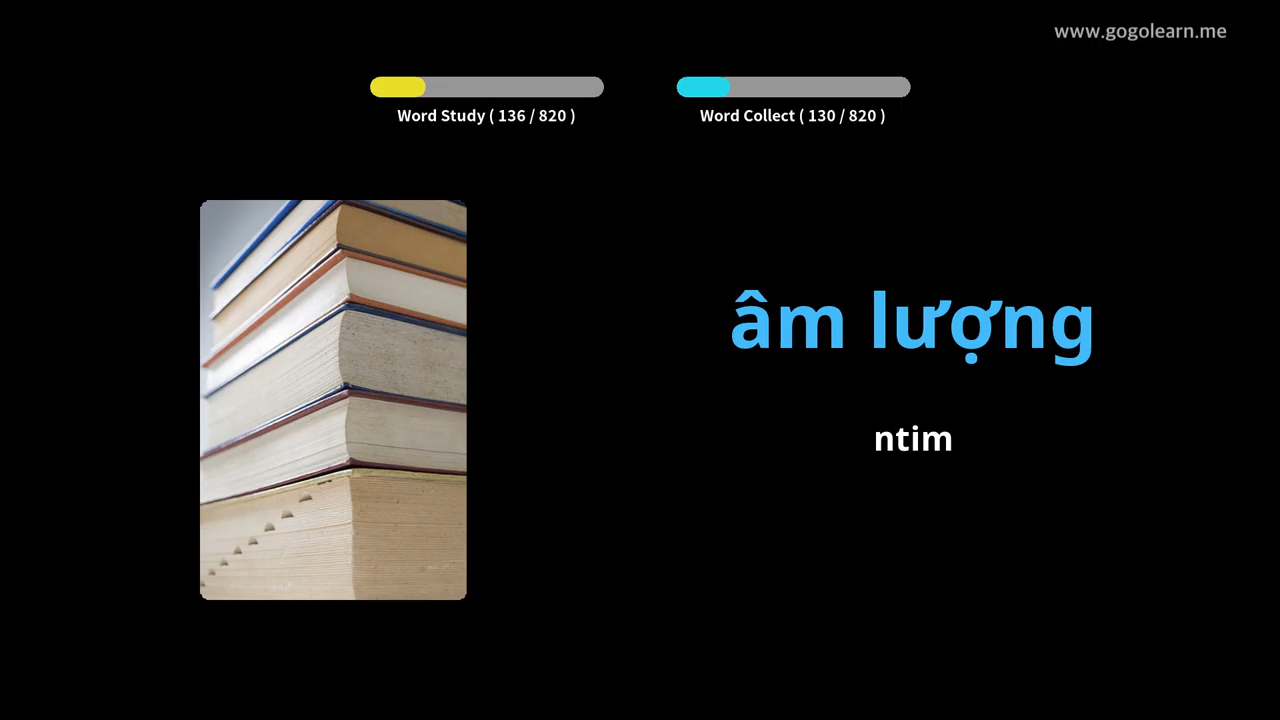 www.gogolearn.me
Word Study ( 136 / 820 )
Word Collect ( 130 / 820 )
âm lượng
ntim